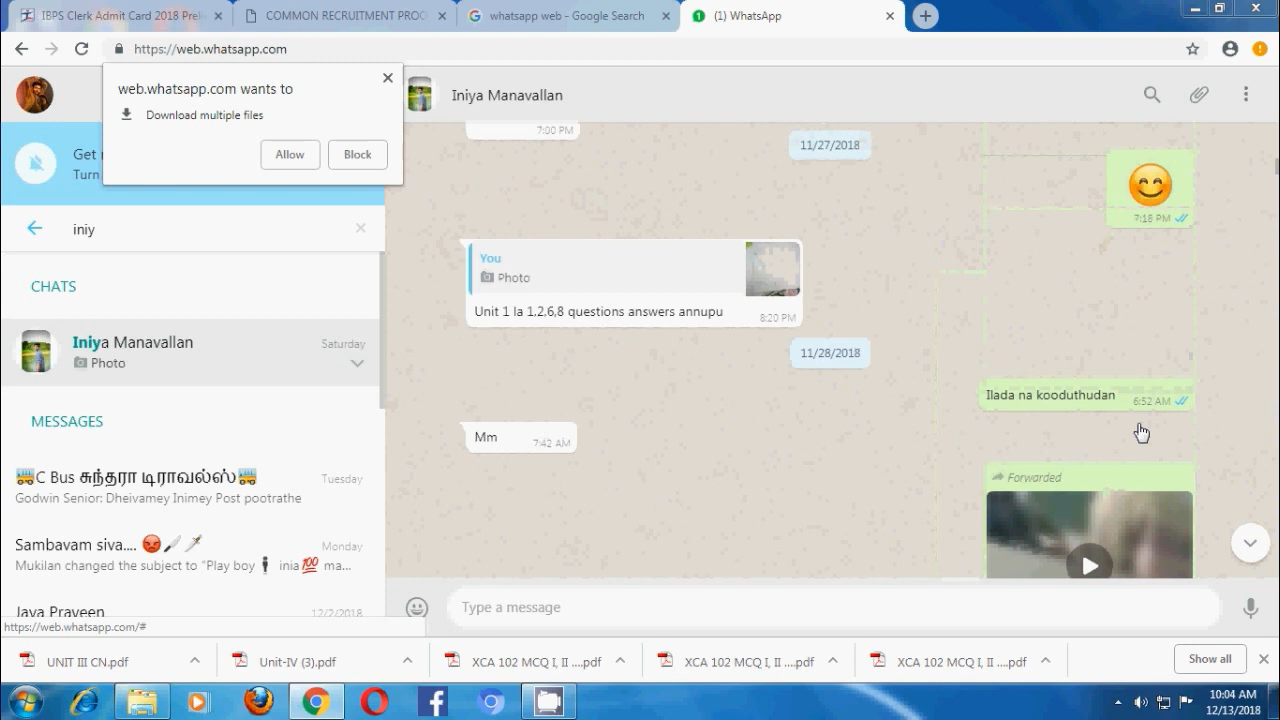 IBPS Clerk Admit Card 2018 Preli
COMMON RECRUITMENT PROC
whatsapp web - Google Search
(1) WhatsApp
https://web.whatsapp.com
web.whatsapp.com wants to
Download multiple files
Allow
Block
Get
Turn
iniy
CHATS
Iniya Manavallan
Saturday
Photo
MESSAGES
C Bus சுந்தரா டிராவல்ஸ்
Tuesday
Godwin Senior: Dheivamey Inimey Post pootrathe
Sambavam siva....
Monday
Mukilan changed the subject to "Play boy 🕴 inia💯 ma...
Jaya Praveen
12/2/2018
https://web.whatsapp.com/#
Iniya Manavallan
7:00 PM
11/27/2018
7:18 PM
You
Photo
Unit 1 la 1,2,6,8 questions answers annupu
8:20 PM
11/28/2018
Ilada na kooduthudan
6:52 AM
Mm
7:42 AM
Forwarded
Type a message
UNIT III CN.pdf
Unit-IV (3).pdf
XCA 102 MCQ I, II ....pdf
XCA 102 MCQ I, II ....pdf
XCA 102 MCQ I, II ....pdf
Show all
10:04 AM
12/13/2018